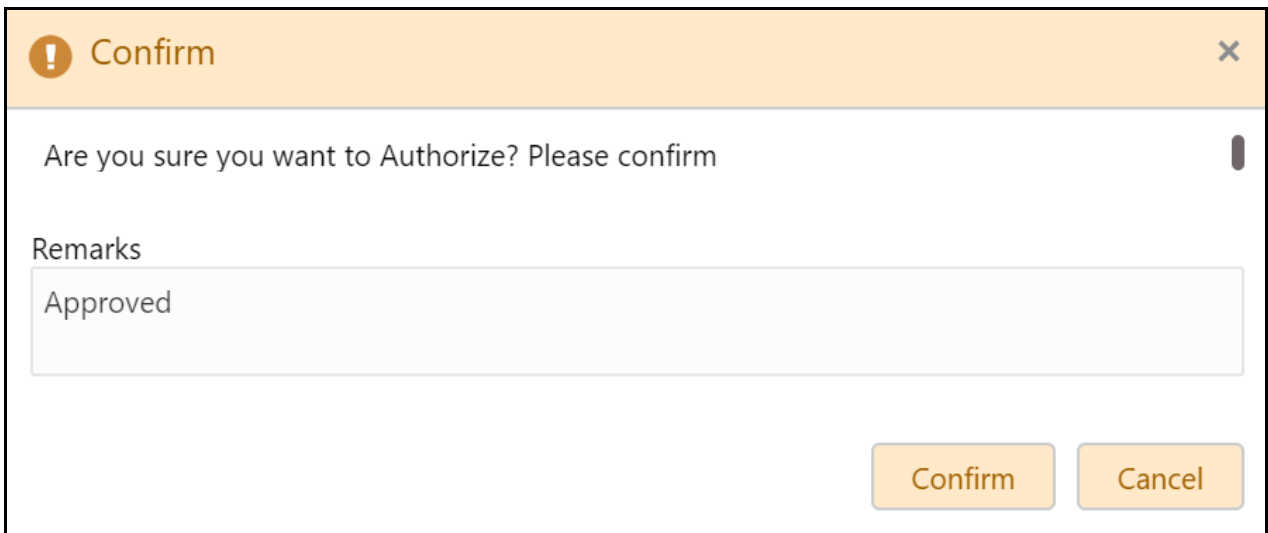 Confirm
Are you sure you want to Authorize? Please confirm
Remarks
Approved
Confirm Cancel